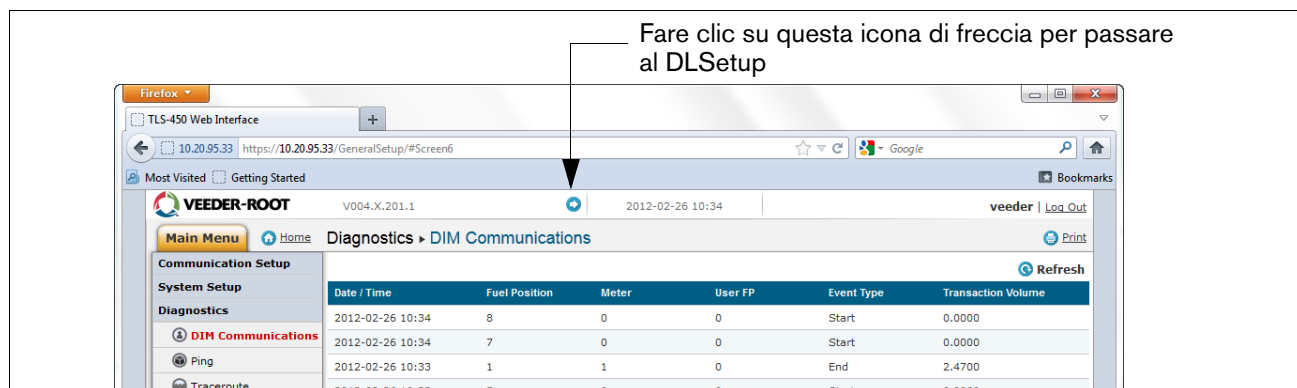 Fare clic su questa icona di freccia per passare
al DLSetup
Firefox
TLS-450 Web Interface
+
10.20.95.33 https://10.20.95.33/GeneralSetup/#Screen6
Google
Most Visited Getting Started
Bookmarks
VEEDER-ROOT V004.X.201.1 2012-02-26 10:34 veeder | Log Out
Main Menu Home Diagnostics ▸ DIM Communications Print
Communication Setup
Refresh
System Setup
Date / Time Fuel Position Meter User FP Event Type Transaction Volume
Diagnostics
2012-02-26 10:34 8 0 0 Start 0.0000
DIM Communications
2012-02-26 10:34 7 0 0 Start 0.0000
Ping
2012-02-26 10:33 1 1 0 End 2.4700
Traceroute